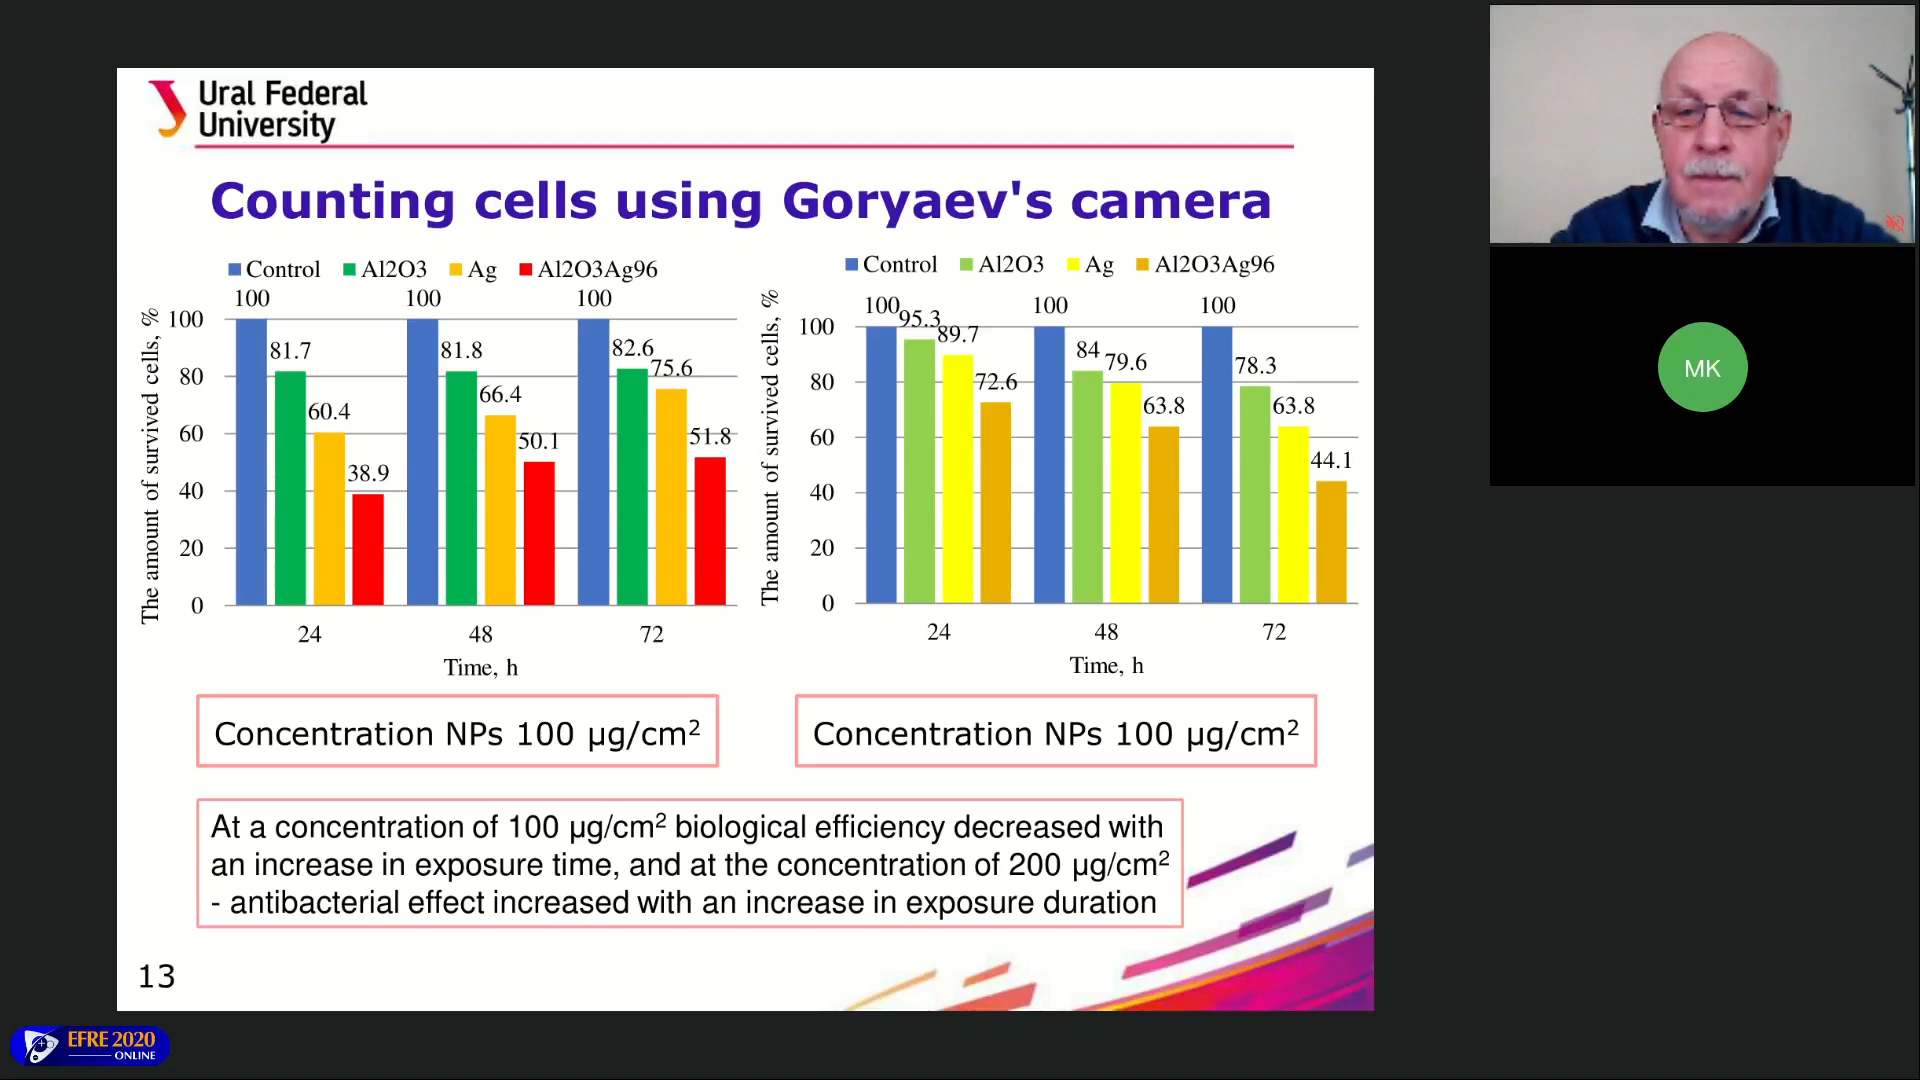 Ural Federal
University
Counting cells using Goryaev's camera
Control Al2O3 Ag Al2O3Ag96
The amount of survived cells, %
100
80
60
40
20
0
100
81.7
60.4
38.9
100
81.8
66.4
50.1
100
82.6
75.6
51.8
24 48 72
Time, h
Control Al2O3 Ag Al2O3Ag96
The amount of survived cells, %
100
80
60
40
20
0
100
95.3
89.7
72.6
100
84
79.6
63.8
100
78.3
63.8
44.1
24 48 72
Time, h
Concentration NPs 100 µg/cm²
Concentration NPs 100 µg/cm²
At a concentration of 100 µg/cm² biological efficiency decreased with
an increase in exposure time, and at the concentration of 200 µg/cm²
- antibacterial effect increased with an increase in exposure duration
13
MK
EFRE 2020
ONLINE